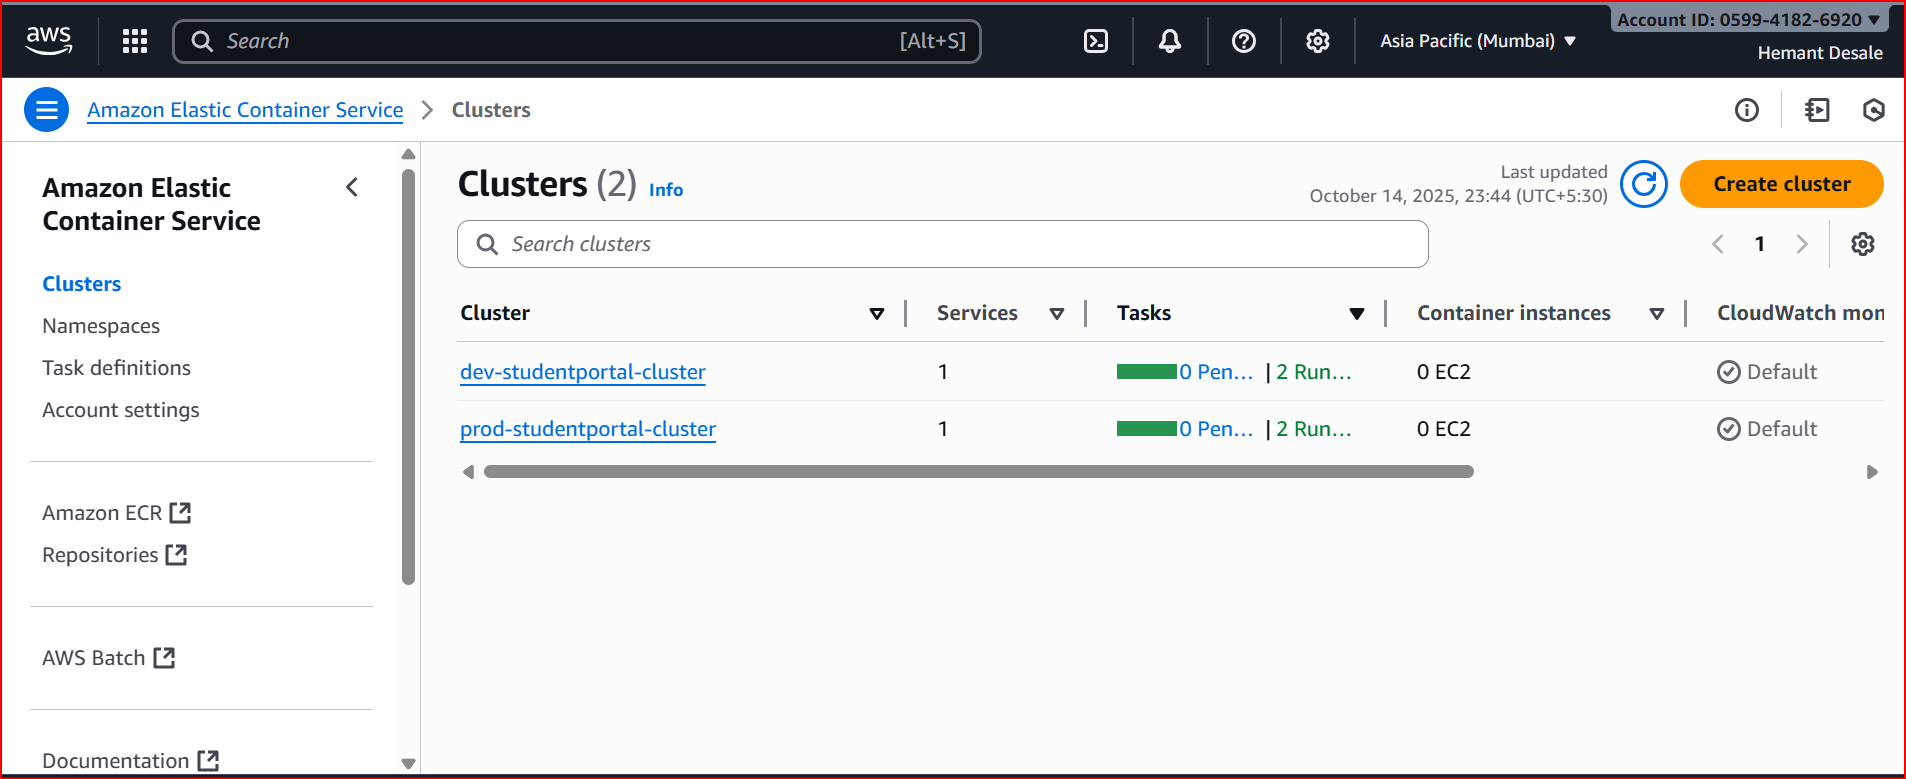 aws
Search
[Alt+S]
Asia Pacific (Mumbai)
Account ID: 0599-4182-6920
Hemant Desale
Amazon Elastic Container Service
Clusters
Amazon Elastic
Container Service
Clusters
Namespaces
Task definitions
Account settings
Amazon ECR
Repositories
AWS Batch
Documentation
Clusters (2) Info
Last updated
October 14, 2025, 23:44 (UTC+5:30)
Create cluster
Search clusters
1
Cluster Services Tasks Container instances CloudWatch mon
dev-studentportal-cluster 1 0 Pen... | 2 Run... 0 EC2 Default
prod-studentportal-cluster 1 0 Pen... | 2 Run... 0 EC2 Default